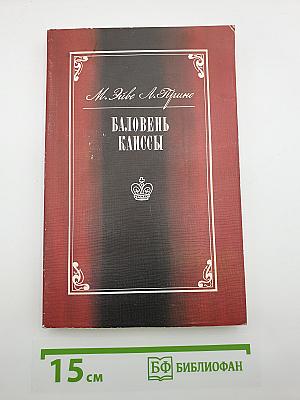 М. Эйве Л. Принс
БАЛОВЕНЬ
КАИССЫ
15 см
БФ БИБЛИОФАН